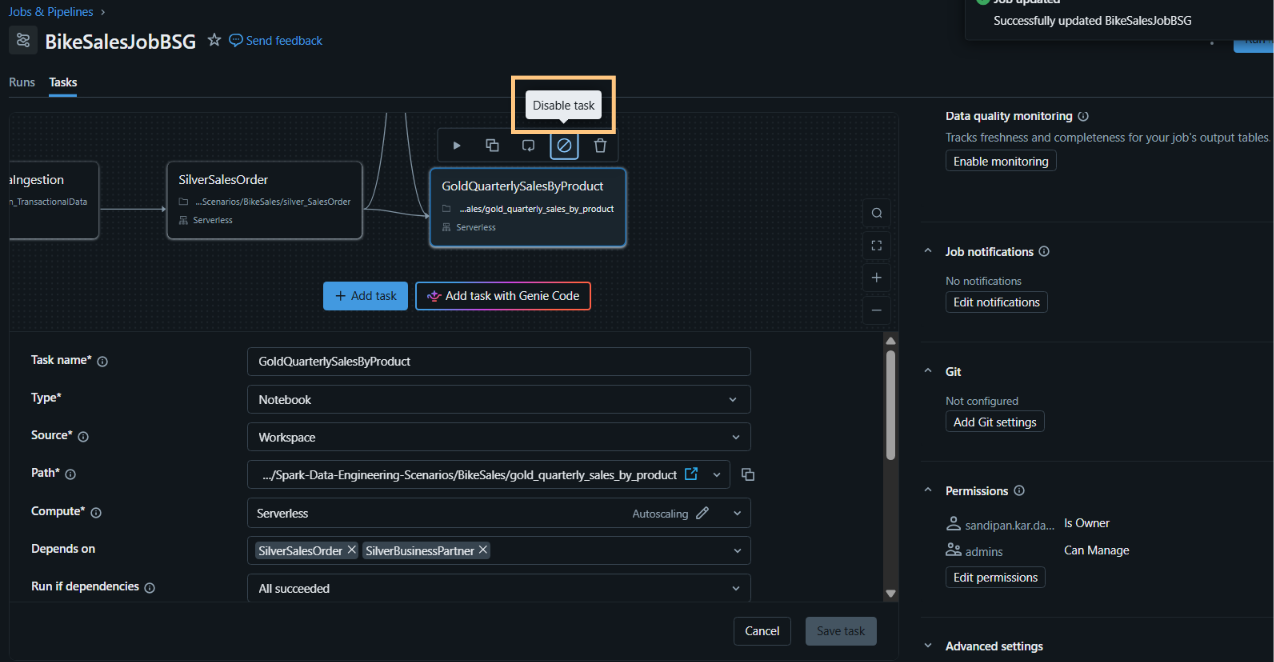 Jobs & Pipelines
Job updated
Successfully updated BikeSalesJobBSG
BikeSalesJobBSG
Send feedback
Runs
Tasks
Disable task
aIngestion
n_TransactionalData
SilverSalesOrder
...Scenarios/BikeSales/silver_SalesOrder
Serverless
GoldQuarterlySalesByProduct
...ales/gold_quarterly_sales_by_product
Serverless
+ Add task
Add task with Genie Code
Task name*
GoldQuarterlySalesByProduct
Type*
Notebook
Source*
Workspace
Path*
.../Spark-Data-Engineering-Scenarios/BikeSales/gold_quarterly_sales_by_product
Compute*
Serverless
Autoscaling
Depends on
SilverSalesOrder
SilverBusinessPartner
Run if dependencies
All succeeded
Cancel
Save task
Data quality monitoring
Tracks freshness and completeness for your job's output tables.
Enable monitoring
Job notifications
No notifications
Edit notifications
Git
Not configured
Add Git settings
Permissions
sandipan.kar.da...
Is Owner
admins
Can Manage
Edit permissions
Advanced settings